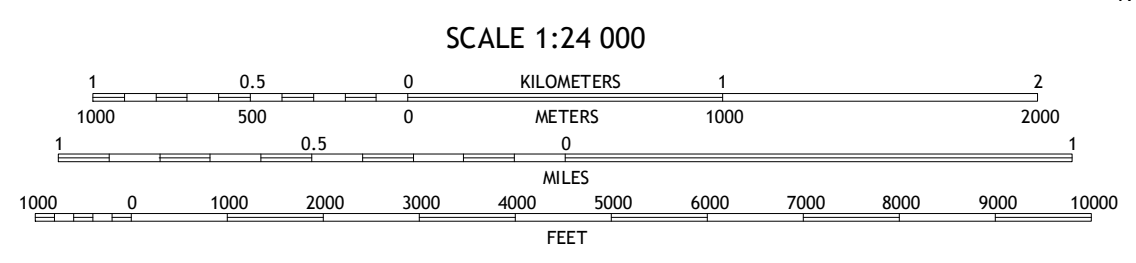 SCALE 1:24 000
1 0.5 0 KILOMETERS 1 2
1000 500 0 METERS 1000 2000
1 0.5 0 1
MILES
1000 0 1000 2000 3000 4000 5000 6000 7000 8000 9000 10000
FEET